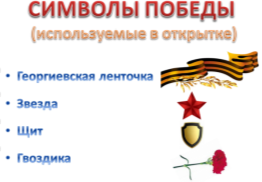 СИМВОЛЫ ПОБЕДЫ
(используемые в открытке)
• Георгиевская ленточка
• Звезда
• Щит
• Гвоздика